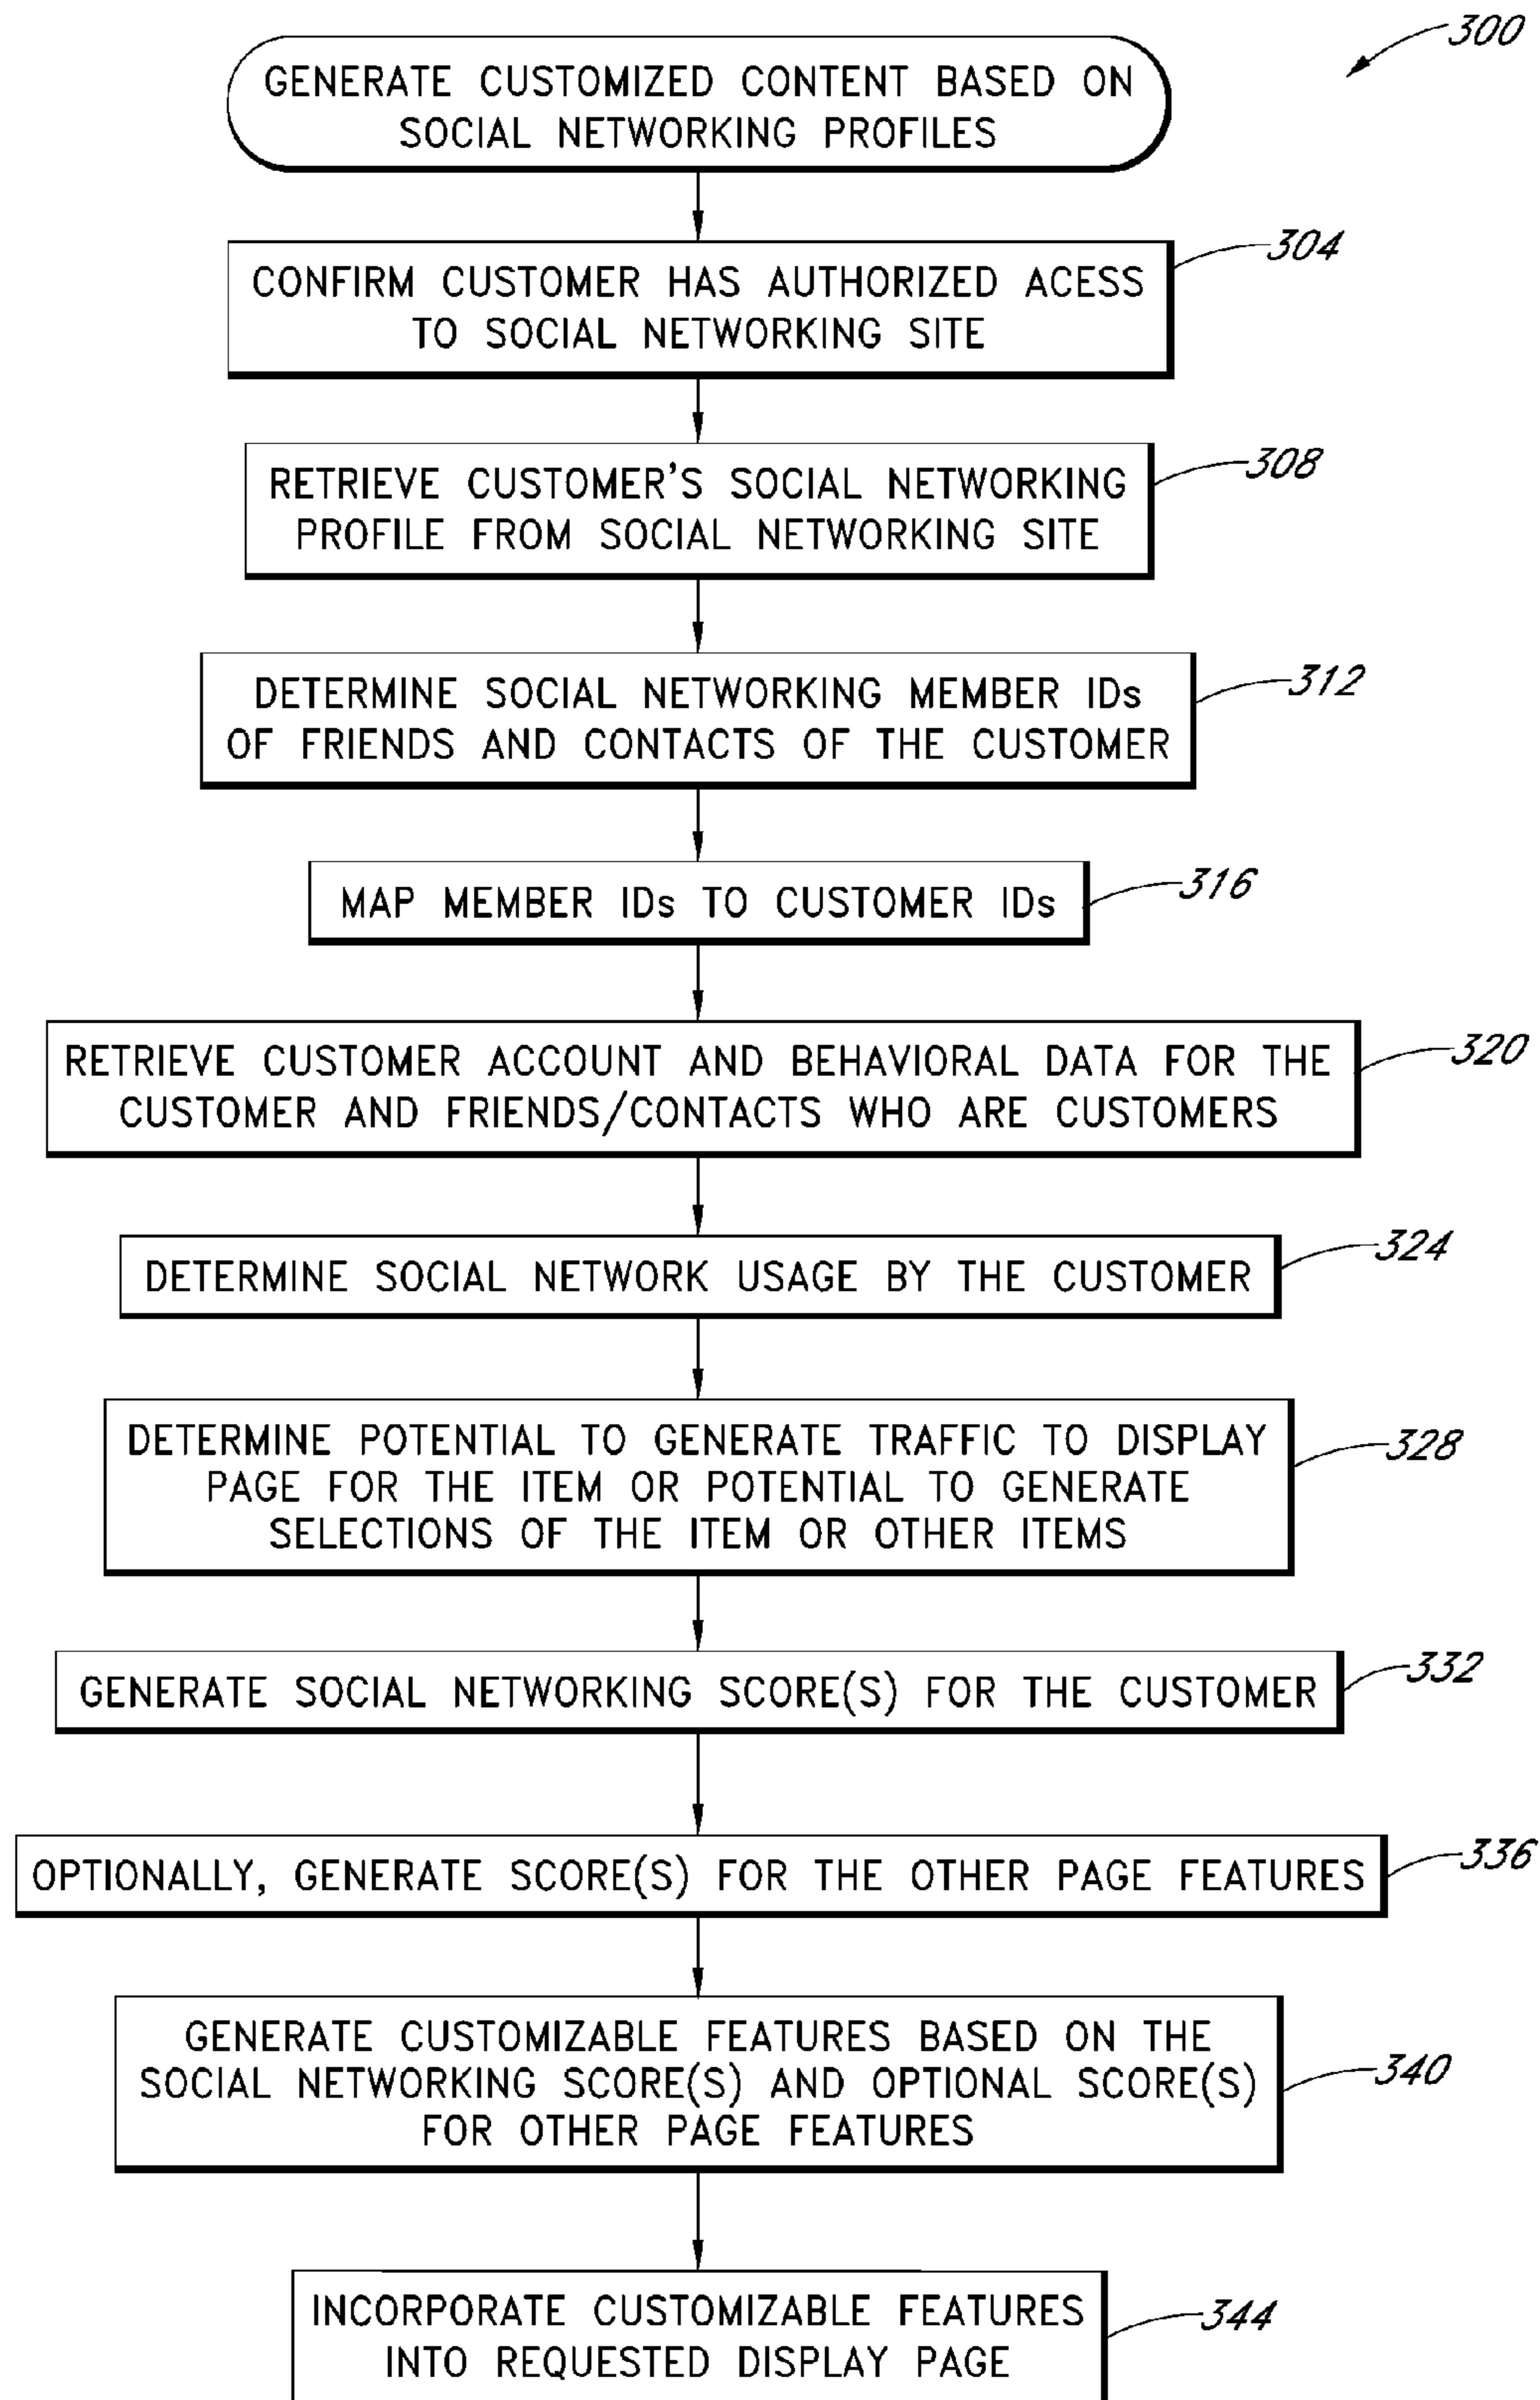 300
GENERATE CUSTOMIZED CONTENT BASED ON
SOCIAL NETWORKING PROFILES
304
CONFIRM CUSTOMER HAS AUTHORIZED ACESS
TO SOCIAL NETWORKING SITE
308
RETRIEVE CUSTOMER'S SOCIAL NETWORKING
PROFILE FROM SOCIAL NETWORKING SITE
312
DETERMINE SOCIAL NETWORKING MEMBER IDs
OF FRIENDS AND CONTACTS OF THE CUSTOMER
316
MAP MEMBER IDs TO CUSTOMER IDs
320
RETRIEVE CUSTOMER ACCOUNT AND BEHAVIORAL DATA FOR THE
CUSTOMER AND FRIENDS/CONTACTS WHO ARE CUSTOMERS
324
DETERMINE SOCIAL NETWORK USAGE BY THE CUSTOMER
328
DETERMINE POTENTIAL TO GENERATE TRAFFIC TO DISPLAY
PAGE FOR THE ITEM OR POTENTIAL TO GENERATE
SELECTIONS OF THE ITEM OR OTHER ITEMS
332
GENERATE SOCIAL NETWORKING SCORE(S) FOR THE CUSTOMER
336
OPTIONALLY, GENERATE SCORE(S) FOR THE OTHER PAGE FEATURES
340
GENERATE CUSTOMIZABLE FEATURES BASED ON THE
SOCIAL NETWORKING SCORE(S) AND OPTIONAL SCORE(S)
FOR OTHER PAGE FEATURES
344
INCORPORATE CUSTOMIZABLE FEATURES
INTO REQUESTED DISPLAY PAGE